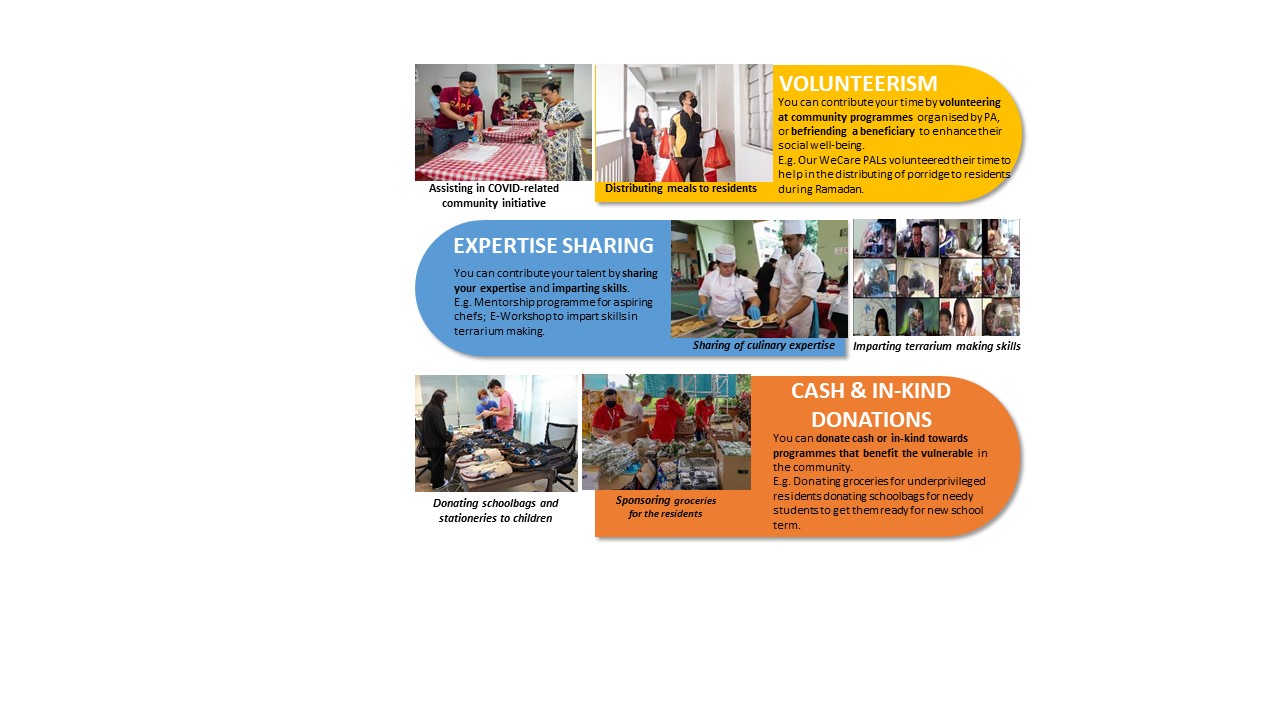 VOLUNTEERISM
You can contribute your time by volunteering
at community programmes organised by PA,
or befriending a beneficiary to enhance their
social well-being.
E.g. Our WeCare PALs volunteered their time to
help in the distributing of porridge to residents
during Ramadan.
Assisting in COVID-related
community initiative
Distributing meals to residents
EXPERTISE SHARING
You can contribute your talent by sharing
your expertise and imparting skills.
E.g. Mentorship programme for aspiring
chefs; E-Workshop to impart skills in
terrarium making.
Sharing of culinary expertise
Imparting terrarium making skills
CASH & IN-KIND
DONATIONS
You can donate cash or in-kind towards
programmes that benefit the vulnerable in
the community.
E.g. Donating groceries for underprivileged
residents donating schoolbags for needy
students to get them ready for new school
term.
Donating schoolbags and
stationeries to children
Sponsoring groceries
for the residents